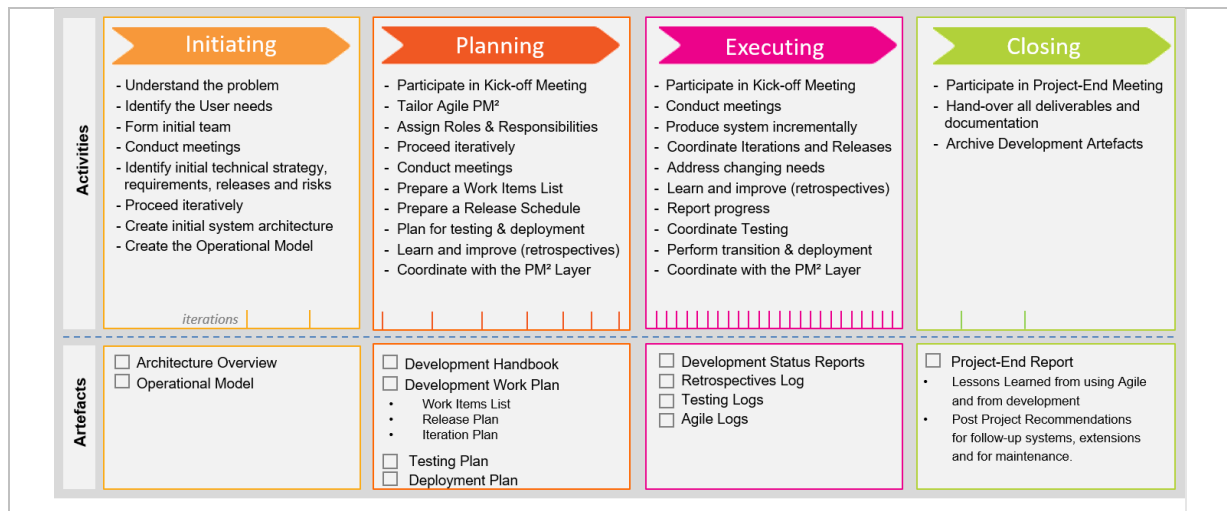 Activities
Initiating
- Understand the problem
- Identify the User needs
- Form initial team
- Conduct meetings
- Identify initial technical strategy,
requirements, releases and risks
- Proceed iteratively
- Create initial system architecture
- Create the Operational Model
iterations
Planning
- Participate in Kick-off Meeting
- Tailor Agile PM²
- Assign Roles & Responsibilities
- Proceed iteratively
- Conduct meetings
- Prepare a Work Items List
- Prepare a Release Schedule
- Plan for testing & deployment
- Learn and improve (retrospectives)
- Coordinate with the PM² Layer
Executing
- Participate in Kick-off Meeting
- Conduct meetings
- Produce system incrementally
- Coordinate Iterations and Releases
- Address changing needs
- Learn and improve (retrospectives)
- Report progress
- Coordinate Testing
- Perform transition & deployment
- Coordinate with the PM² Layer
Closing
- Participate in Project-End Meeting
- Hand-over all deliverables and
documentation
- Archive Development Artefacts
Artefacts
Architecture Overview
Operational Model
Development Handbook
Development Work Plan
• Work Items List
• Release Plan
• Iteration Plan
Testing Plan
Deployment Plan
Development Status Reports
Retrospectives Log
Testing Logs
Agile Logs
Project-End Report
• Lessons Learned from using Agile
and from development
• Post Project Recommendations
for follow-up systems, extensions
and for maintenance.